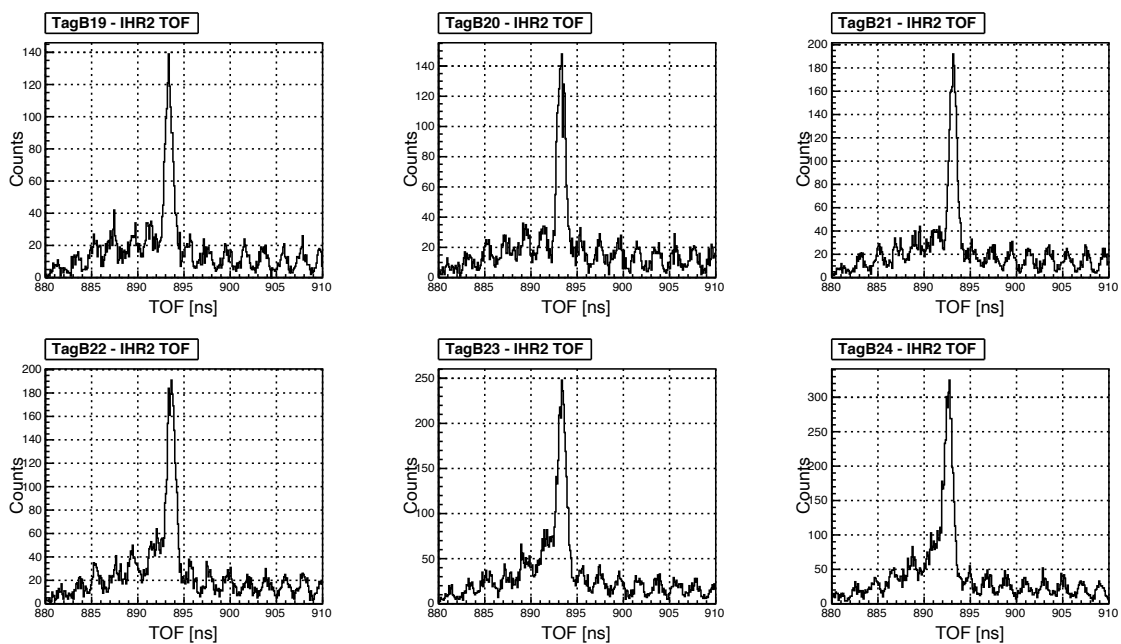 TagB19 - IHR2 TOF
Counts
140
120
100
80
60
40
20
0
880 885 890 895 900 905 910
TOF [ns]
TagB20 - IHR2 TOF
Counts
140
120
100
80
60
40
20
0
880 885 890 895 900 905 910
TOF [ns]
TagB21 - IHR2 TOF
Counts
200
180
160
140
120
100
80
60
40
20
0
880 885 890 895 900 905 910
TOF [ns]
TagB22 - IHR2 TOF
Counts
200
180
160
140
120
100
80
60
40
20
0
880 885 890 895 900 905 910
TOF [ns]
TagB23 - IHR2 TOF
Counts
250
200
150
100
50
0
880 885 890 895 900 905 910
TOF [ns]
TagB24 - IHR2 TOF
Counts
300
250
200
150
100
50
0
880 885 890 895 900 905 910
TOF [ns]